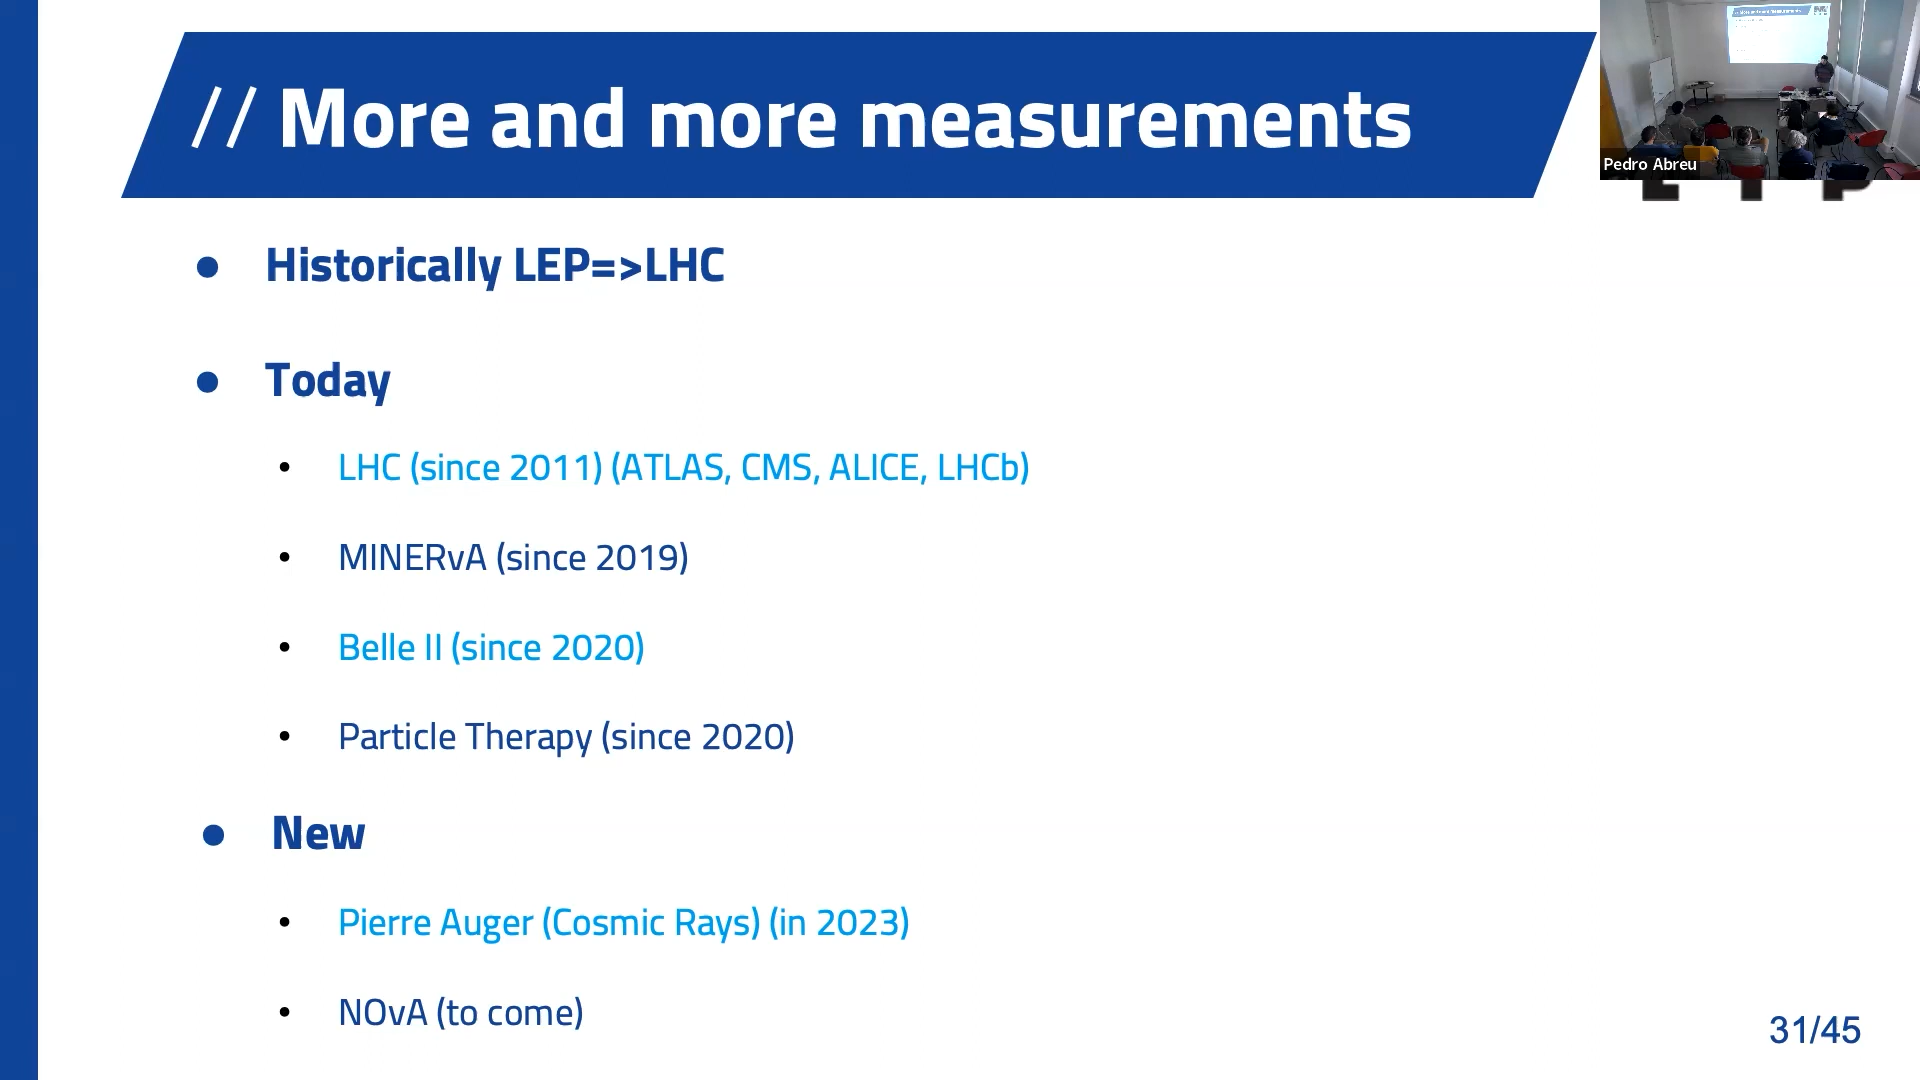 // More and more measurements
Pedro Abreu
• Historically LEP=>LHC
• Today
• LHC (since 2011) (ATLAS, CMS, ALICE, LHCb)
• MINERvA (since 2019)
• Belle II (since 2020)
• Particle Therapy (since 2020)
• New
• Pierre Auger (Cosmic Rays) (in 2023)
• NOvA (to come)
31/45